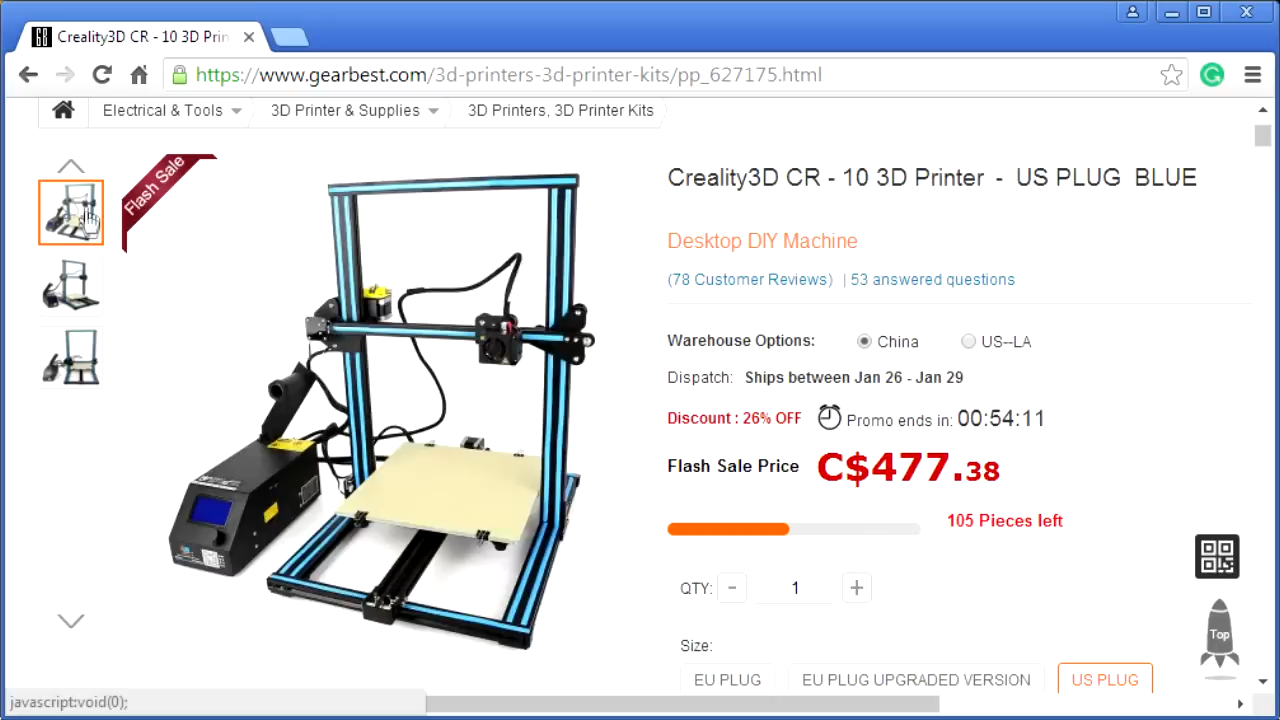 Creality3D CR - 10 3D Prin
https://www.gearbest.com/3d-printers-3d-printer-kits/pp_627175.html
Electrical & Tools
3D Printer & Supplies
3D Printers, 3D Printer Kits
Flash Sale
Creality3D CR - 10 3D Printer - US PLUG BLUE
Desktop DIY Machine
(78 Customer Reviews) | 53 answered questions
Warehouse Options: China US--LA
Dispatch: Ships between Jan 26 - Jan 29
Discount : 26% OFF Promo ends in: 00:54:11
Flash Sale Price C$477.38
105 Pieces left
QTY: - 1 +
Size:
Top
EU PLUG EU PLUG UPGRADED VERSION US PLUG
javascript:void(0);